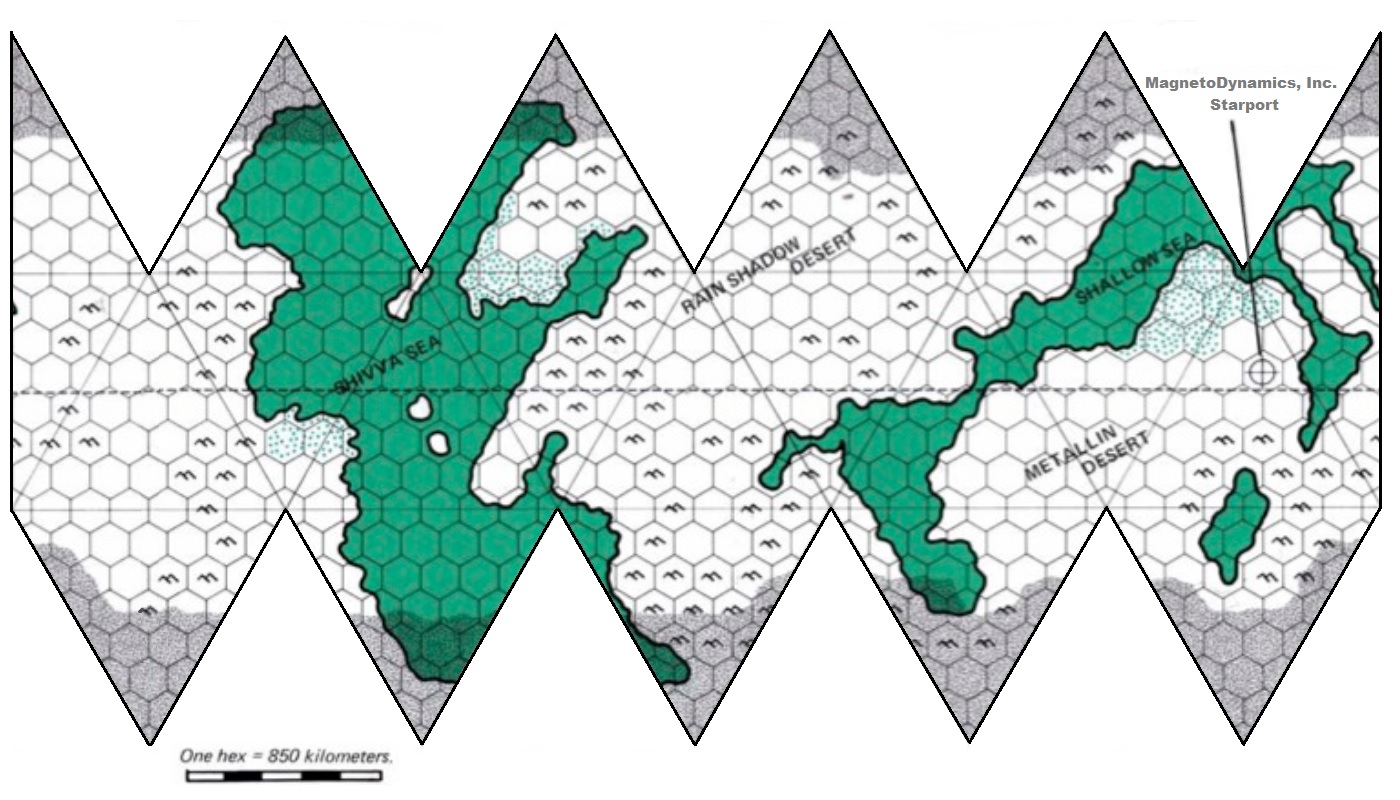 MagnetoDynamics, Inc.
Starport
SHALLOW SEA
RAIN SHADOW
DESERT
SHIVVA SEA
METALLIN
DESERT
One hex = 850 kilometers.